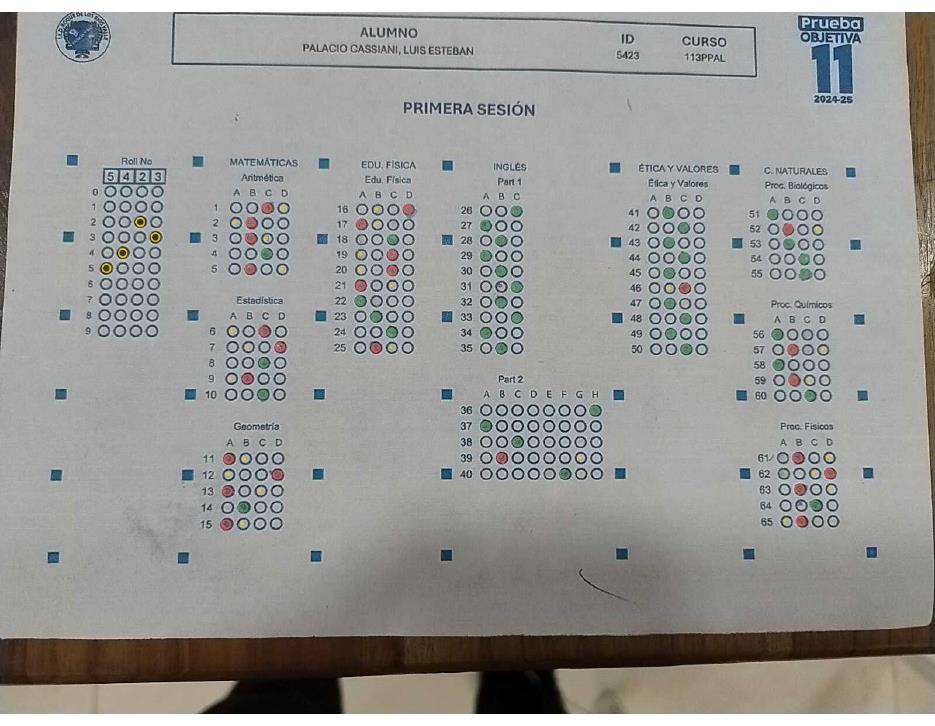 ALUMNO
PALACIO CASSIANI, LUIS ESTEBAN
ID
5423
CURSO
113PPAL
Prueba
OBJETIVA
11
2024-25
PRIMERA SESIÓN
Roll No
5 4 2 3
0
1
2
3
4
5
6
7
8
9
MATEMÁTICAS
Aritmética
A B C D
1
2
3
4
5
Estadística
A B C D
6
7
8
9
10
Geometría
A B C D
11
12
13
14
15
EDU. FÍSICA
Edu. Física
A B C D
16
17
18
19
20
21
22
23
24
25
INGLÉS
Part 1
A B C
26
27
28
29
30
31
32
33
34
35
Part 2
A B C D E F G H
36
37
38
39
40
ÉTICA Y VALORES
Ética y Valores
A B C D
41
42
43
44
45
46
47
48
49
50
C. NATURALES
Proc. Biológicos
A B C D
51
52
53
54
55
Proc. Químicos
A B C D
56
57
58
59
60
Proc. Físicos
A B C D
61
62
63
64
65